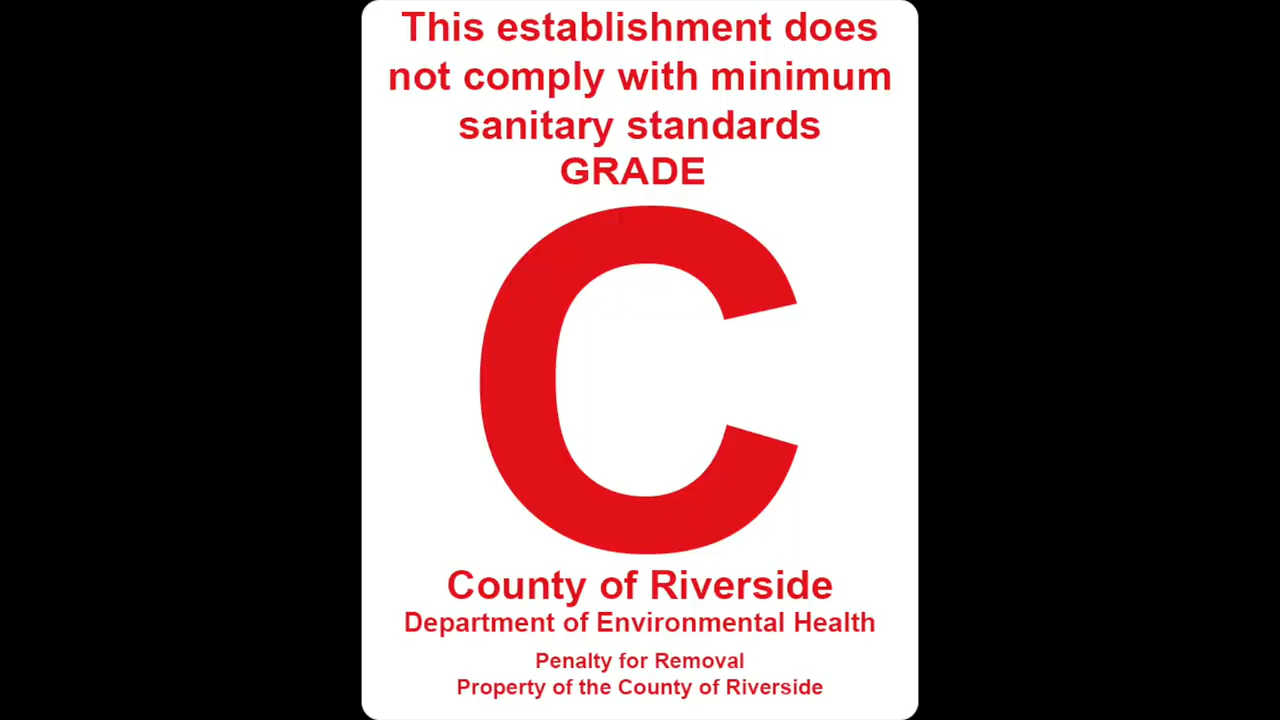 This establishment does
not comply with minimum
sanitary standards
GRADE
C
County of Riverside
Department of Environmental Health
Penalty for Removal
Property of the County of Riverside